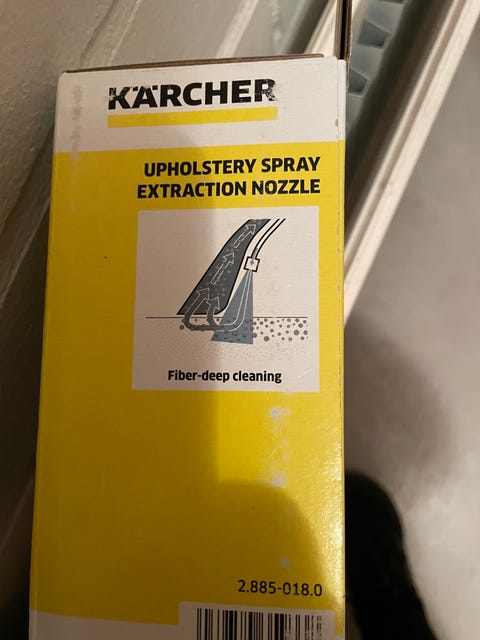 KÄRCHER
UPHOLSTERY SPRAY
EXTRACTION NOZZLE
Fiber-deep cleaning
2.885-018.0